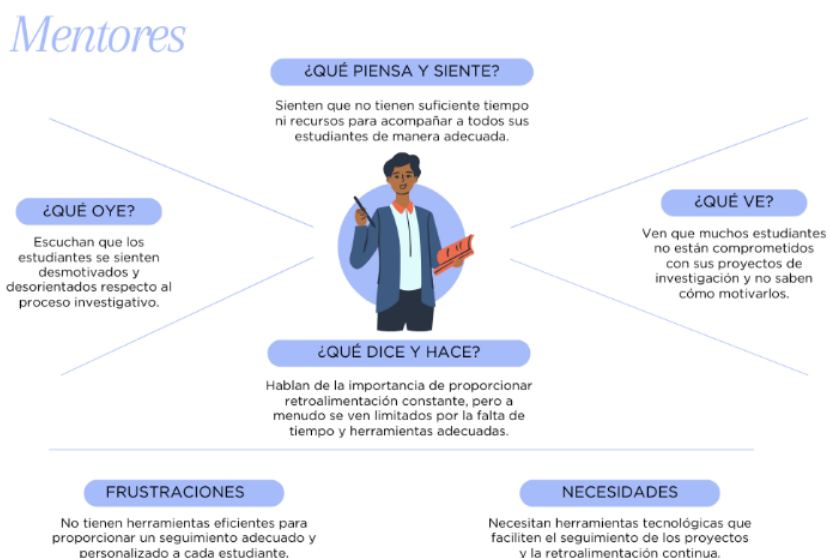 Mentores
¿QUÉ PIENSA Y SIENTE?
Sienten que no tienen suficiente tiempo
ni recursos para acompañar a todos sus
estudiantes de manera adecuada.
¿QUÉ OYE?
Escuchan que los
estudiantes se sienten
desmotivados y
desorientados respecto al
proceso investigativo.
¿QUÉ VE?
Ven que muchos estudiantes
no están comprometidos
con sus proyectos de
investigación y no saben
cómo motivarlos.
¿QUÉ DICE Y HACE?
Hablan de la importancia de proporcionar
retroalimentación constante, pero a
menudo se ven limitados por la falta de
tiempo y herramientas adecuadas.
FRUSTRACIONES
No tienen herramientas eficientes para
proporcionar un seguimiento adecuado y
personalizado a cada estudiante.
NECESIDADES
Necesitan herramientas tecnológicas que
faciliten el seguimiento de los proyectos
y la retroalimentación continua.